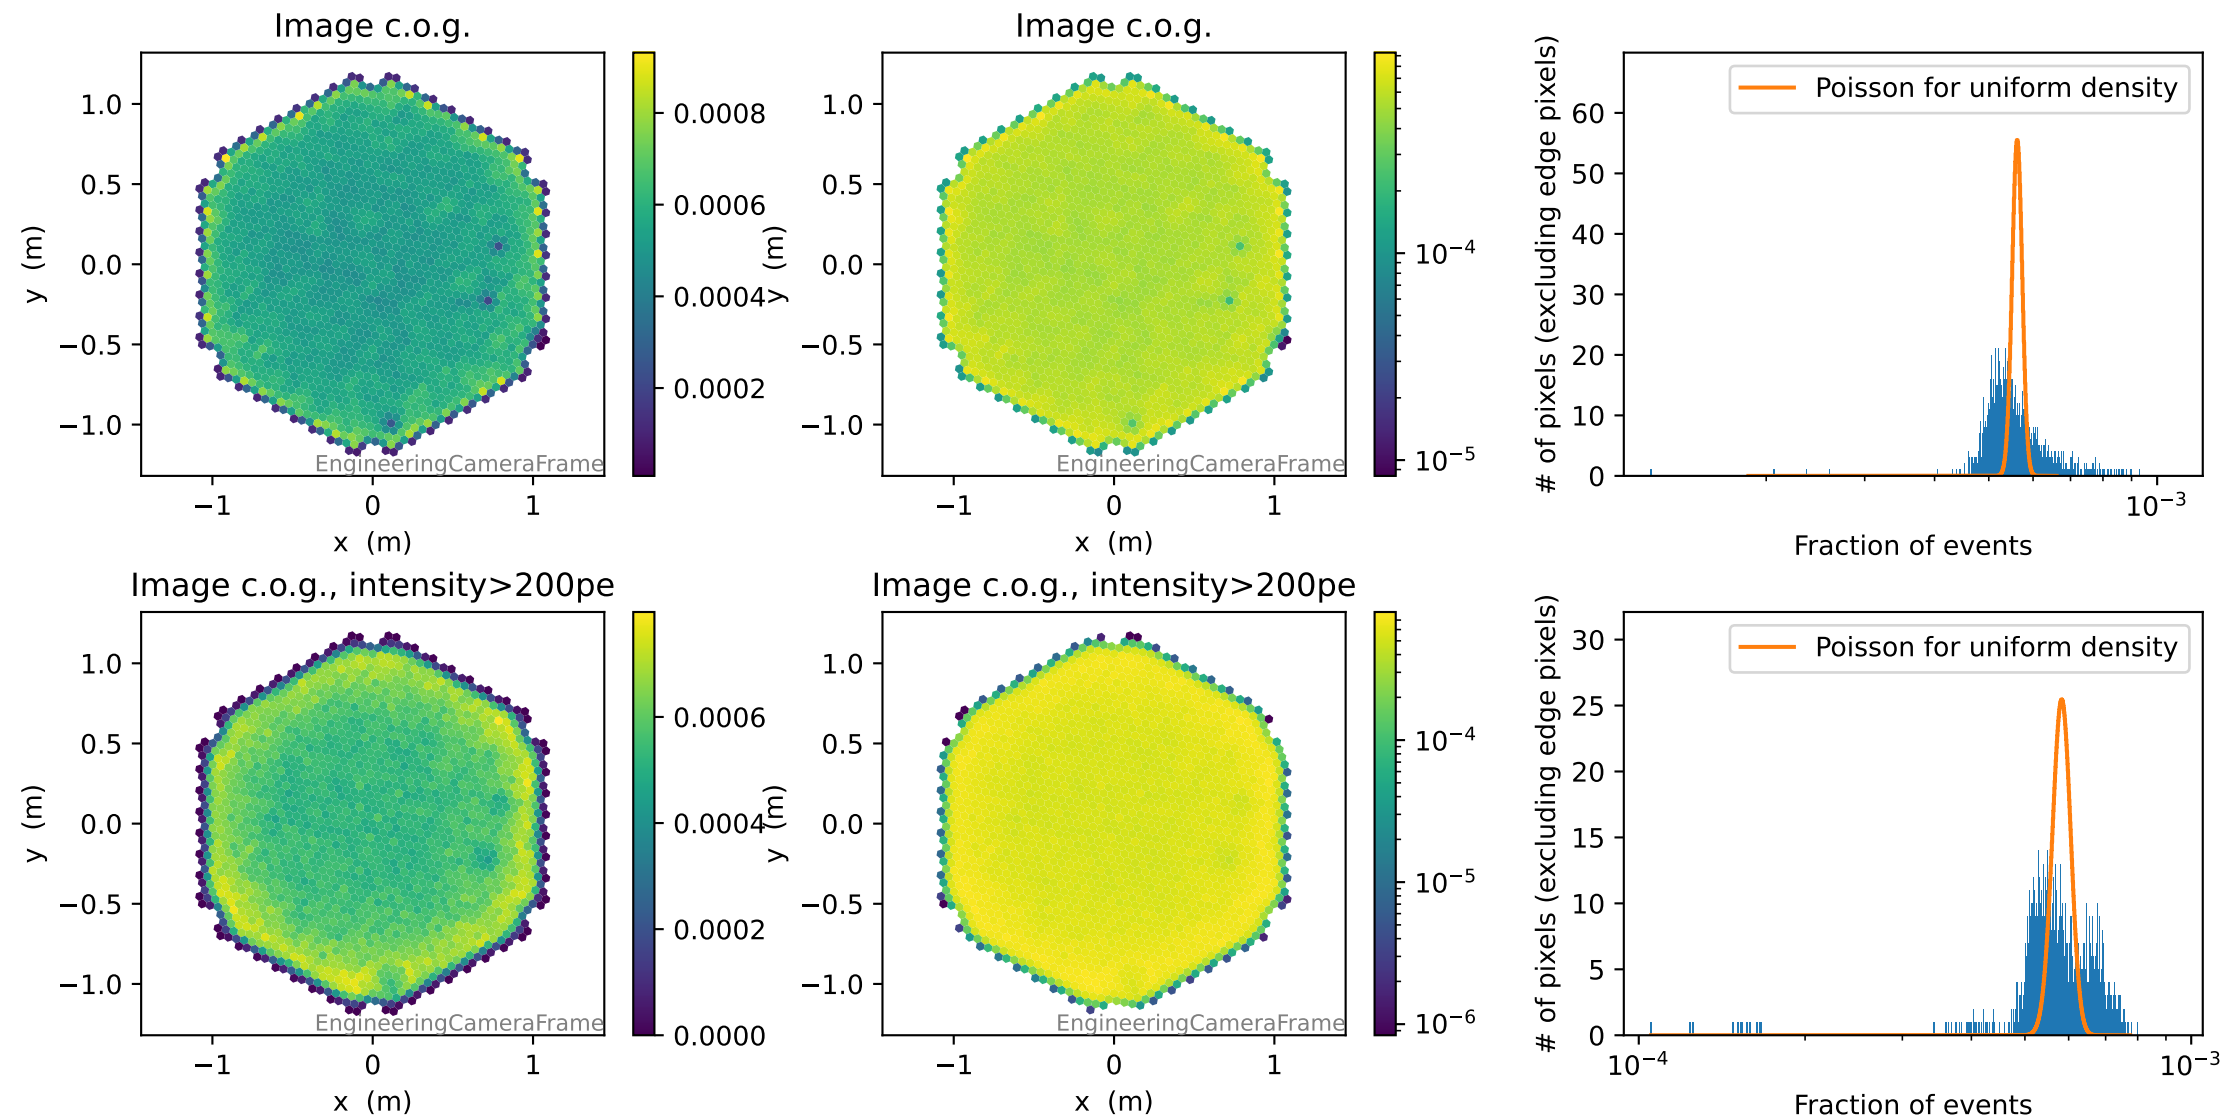 Image c.o.g.
1.0
0.5
0.0
−0.5
−1.0
y (m)
−1
0
1
x (m)
EngineeringCameraFrame
0.0008
0.0006
0.0004
0.0002
Image c.o.g.
1.0
0.5
0.0
−0.5
−1.0
y (m)
−1
0
1
x (m)
EngineeringCameraFrame
10⁻⁴
10⁻⁵
# of pixels (excluding edge pixels)
60
50
40
30
20
10
0
Poisson for uniform density
10⁻³
Fraction of events
Image c.o.g., intensity>200pe
1.0
0.5
0.0
−0.5
−1.0
y (m)
−1
0
1
x (m)
EngineeringCameraFrame
0.0006
0.0004
0.0002
0.0000
Image c.o.g., intensity>200pe
1.0
0.5
0.0
−0.5
−1.0
y (m)
−1
0
1
x (m)
EngineeringCameraFrame
10⁻⁴
10⁻⁵
10⁻⁶
# of pixels (excluding edge pixels)
30
25
20
15
10
5
0
Poisson for uniform density
10⁻⁴
10⁻³
Fraction of events